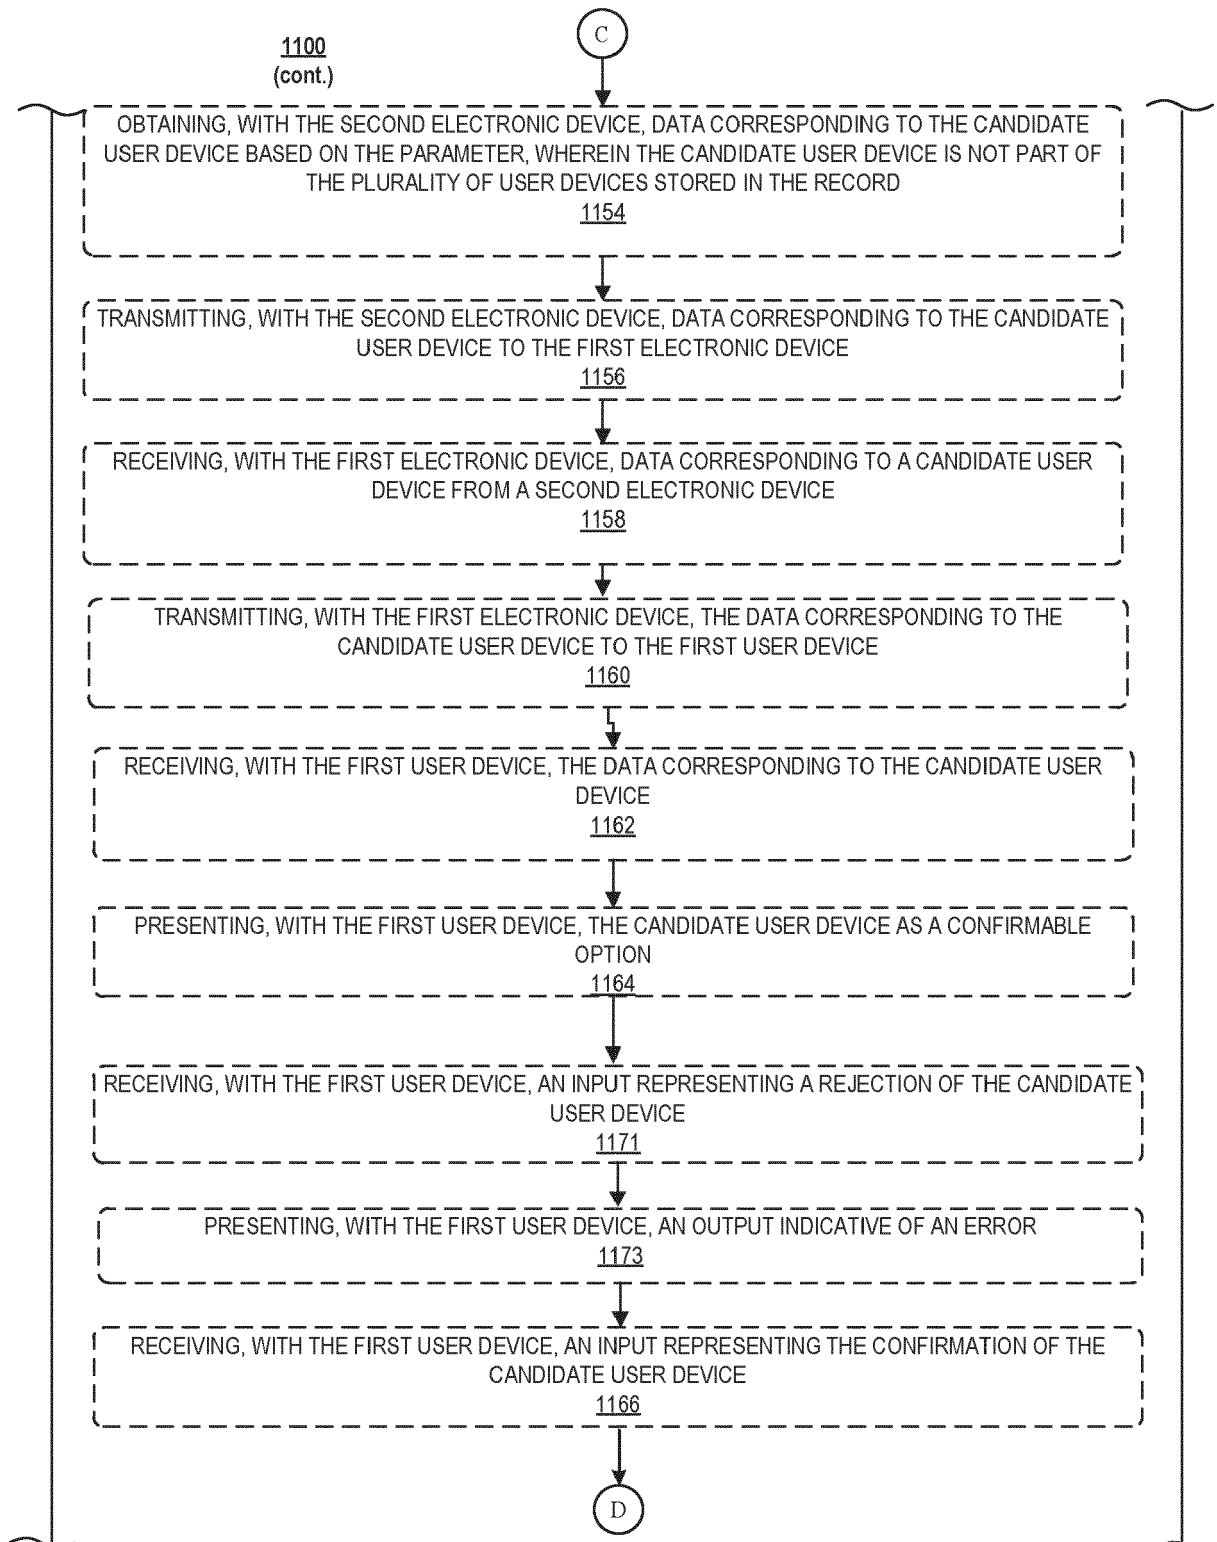 C
1100
(cont.)
OBTAINING, WITH THE SECOND ELECTRONIC DEVICE, DATA CORRESPONDING TO THE CANDIDATE
USER DEVICE BASED ON THE PARAMETER, WHEREIN THE CANDIDATE USER DEVICE IS NOT PART OF
THE PLURALITY OF USER DEVICES STORED IN THE RECORD
1154
TRANSMITTING, WITH THE SECOND ELECTRONIC DEVICE, DATA CORRESPONDING TO THE CANDIDATE
USER DEVICE TO THE FIRST ELECTRONIC DEVICE
1156
RECEIVING, WITH THE FIRST ELECTRONIC DEVICE, DATA CORRESPONDING TO A CANDIDATE USER
DEVICE FROM A SECOND ELECTRONIC DEVICE
1158
TRANSMITTING, WITH THE FIRST ELECTRONIC DEVICE, THE DATA CORRESPONDING TO THE
CANDIDATE USER DEVICE TO THE FIRST USER DEVICE
1160
RECEIVING, WITH THE FIRST USER DEVICE, THE DATA CORRESPONDING TO THE CANDIDATE USER
DEVICE
1162
PRESENTING, WITH THE FIRST USER DEVICE, THE CANDIDATE USER DEVICE AS A CONFIRMABLE
OPTION
1164
RECEIVING, WITH THE FIRST USER DEVICE, AN INPUT REPRESENTING A REJECTION OF THE CANDIDATE
USER DEVICE
1171
PRESENTING, WITH THE FIRST USER DEVICE, AN OUTPUT INDICATIVE OF AN ERROR
1173
RECEIVING, WITH THE FIRST USER DEVICE, AN INPUT REPRESENTING THE CONFIRMATION OF THE
CANDIDATE USER DEVICE
1166
D